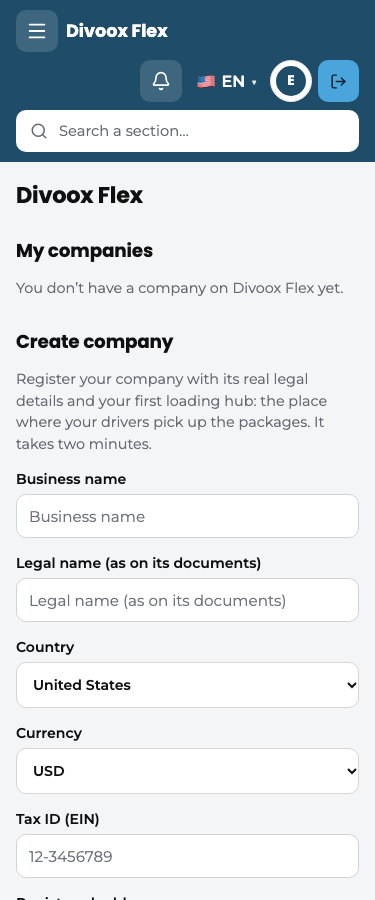 Divoox Flex
EN
E
Search a section...
Divoox Flex
My companies
You don’t have a company on Divoox Flex yet.
Create company
Register your company with its real legal
details and your first loading hub: the place
where your drivers pick up the packages. It
takes two minutes.
Business name
Business name
Legal name (as on its documents)
Legal name (as on its documents)
Country
United States
Currency
USD
Tax ID (EIN)
12-3456789